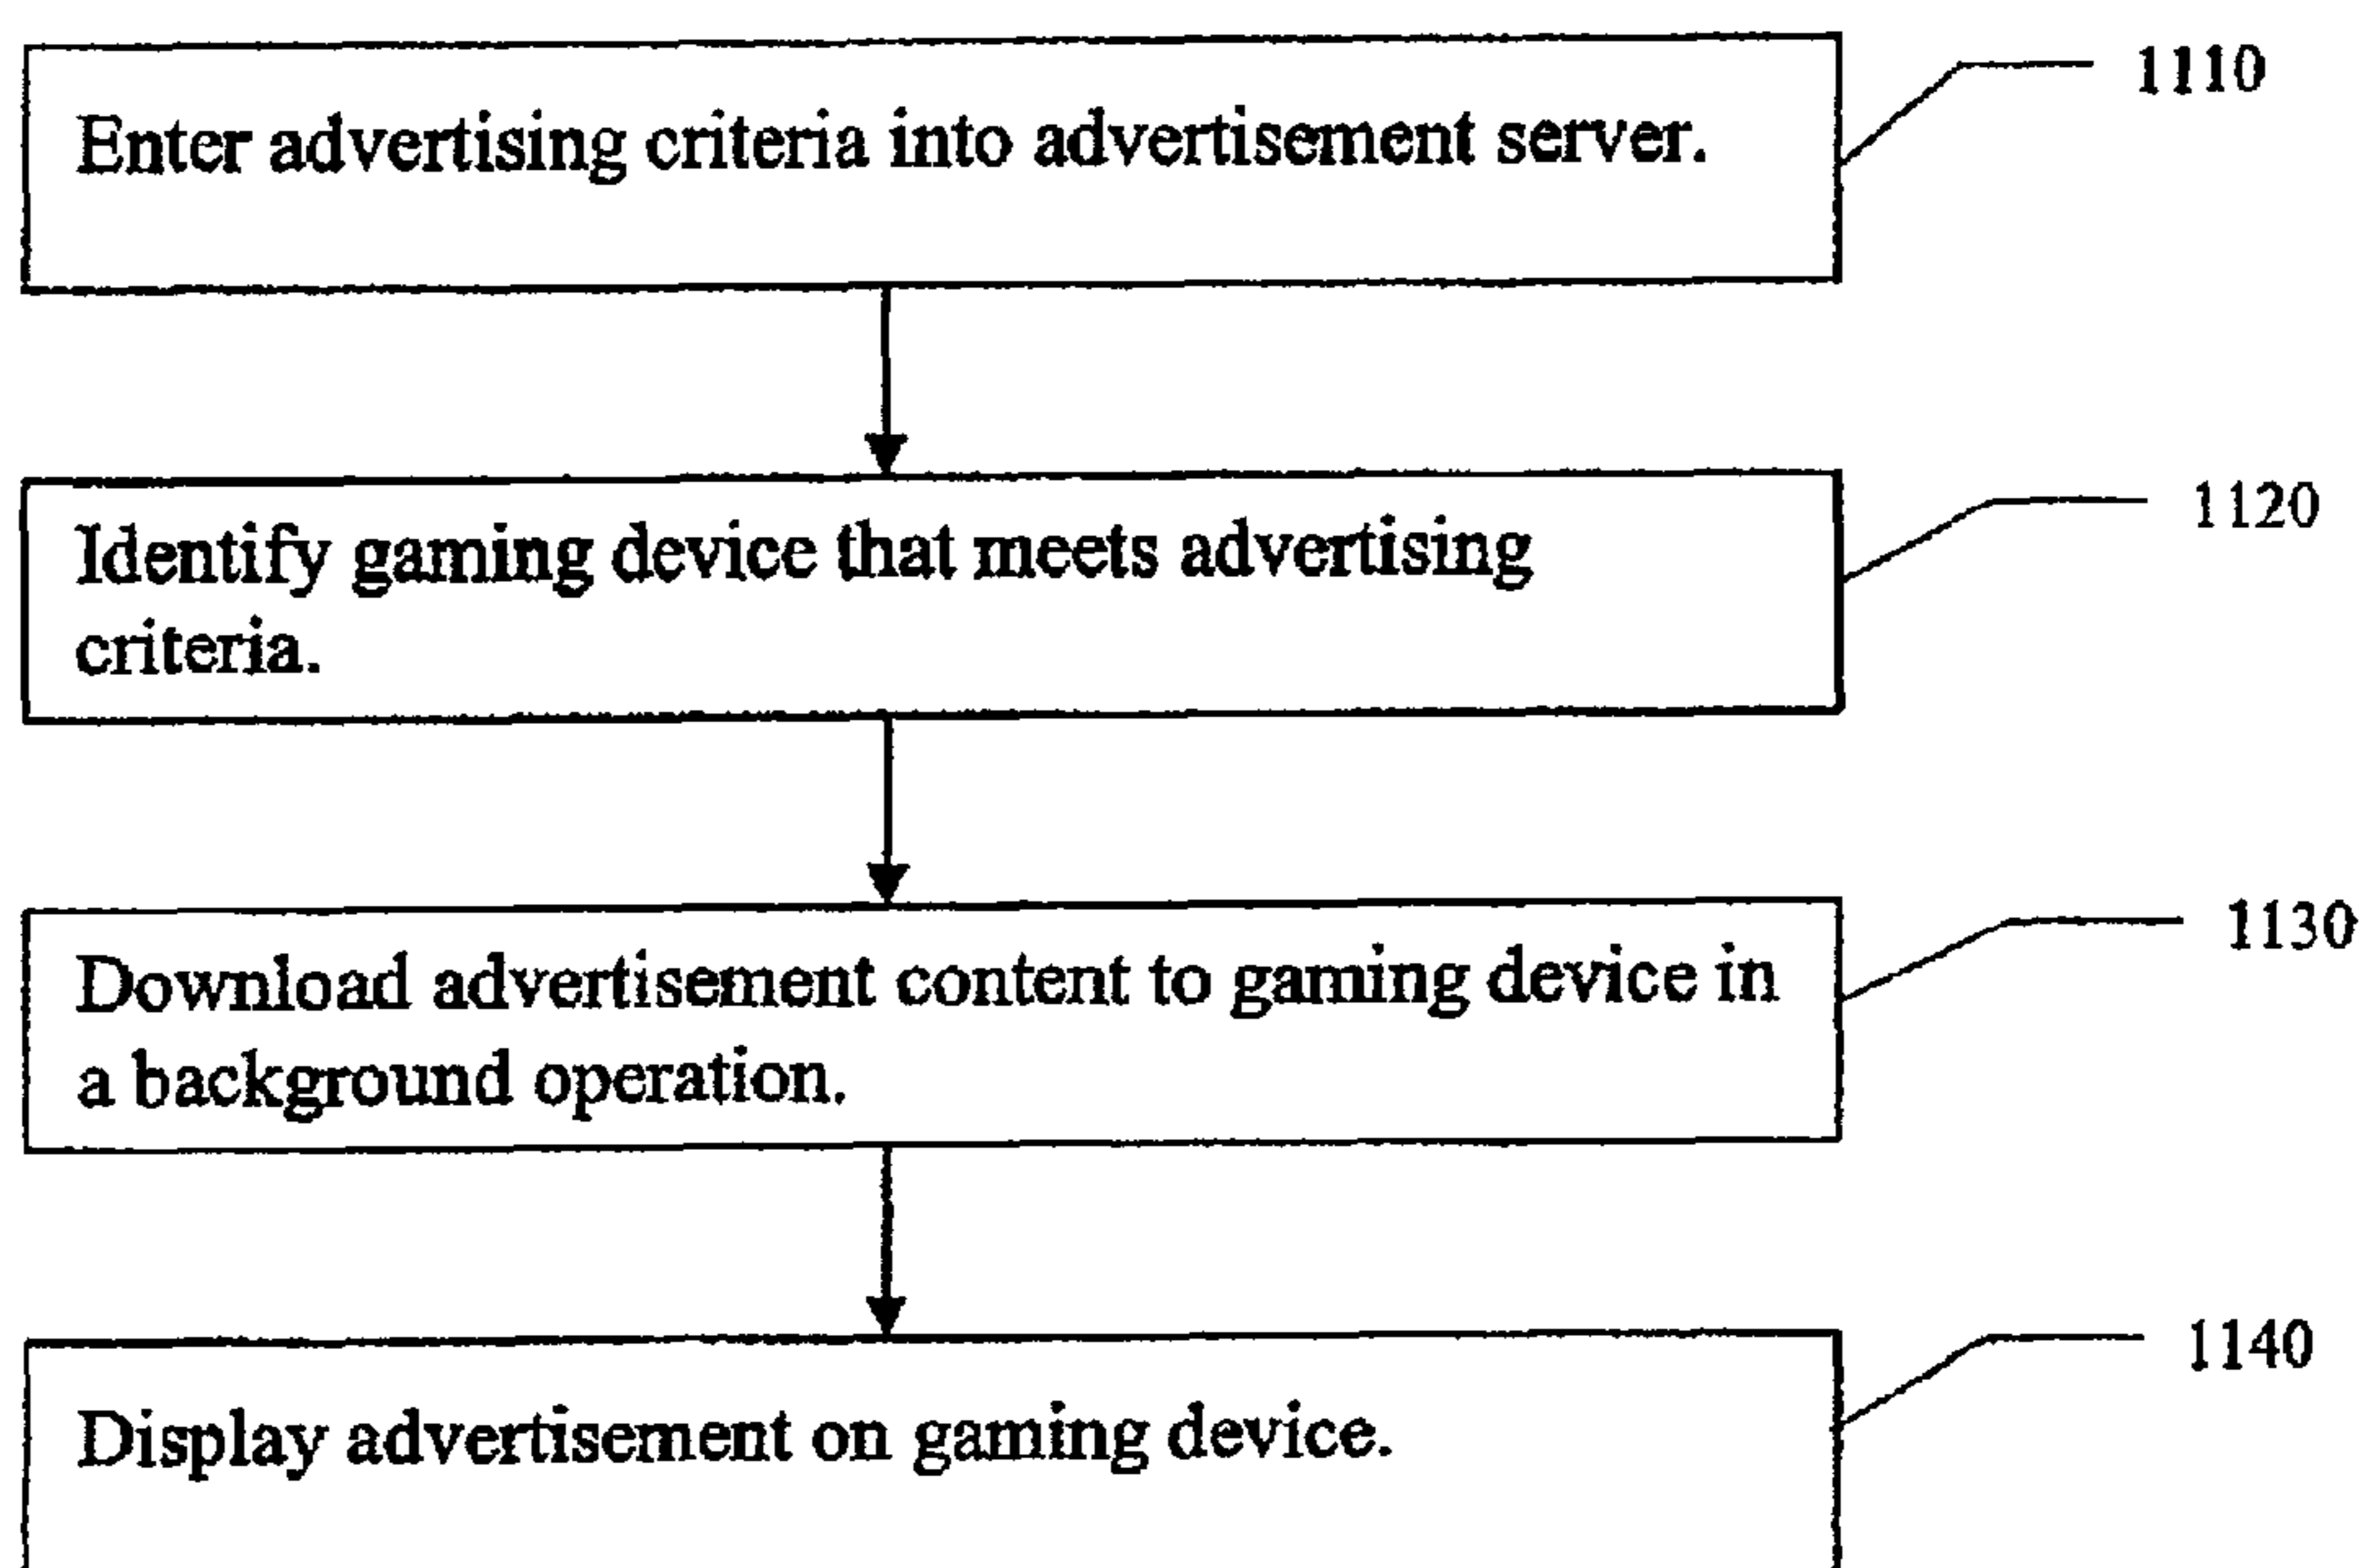 Enter advertising criteria into advertisement server.
1110
Identify gaming device that meets advertising
criteria.
1120
Download advertisement content to gaming device in
a background operation.
1130
Display advertisement on gaming device.
1140